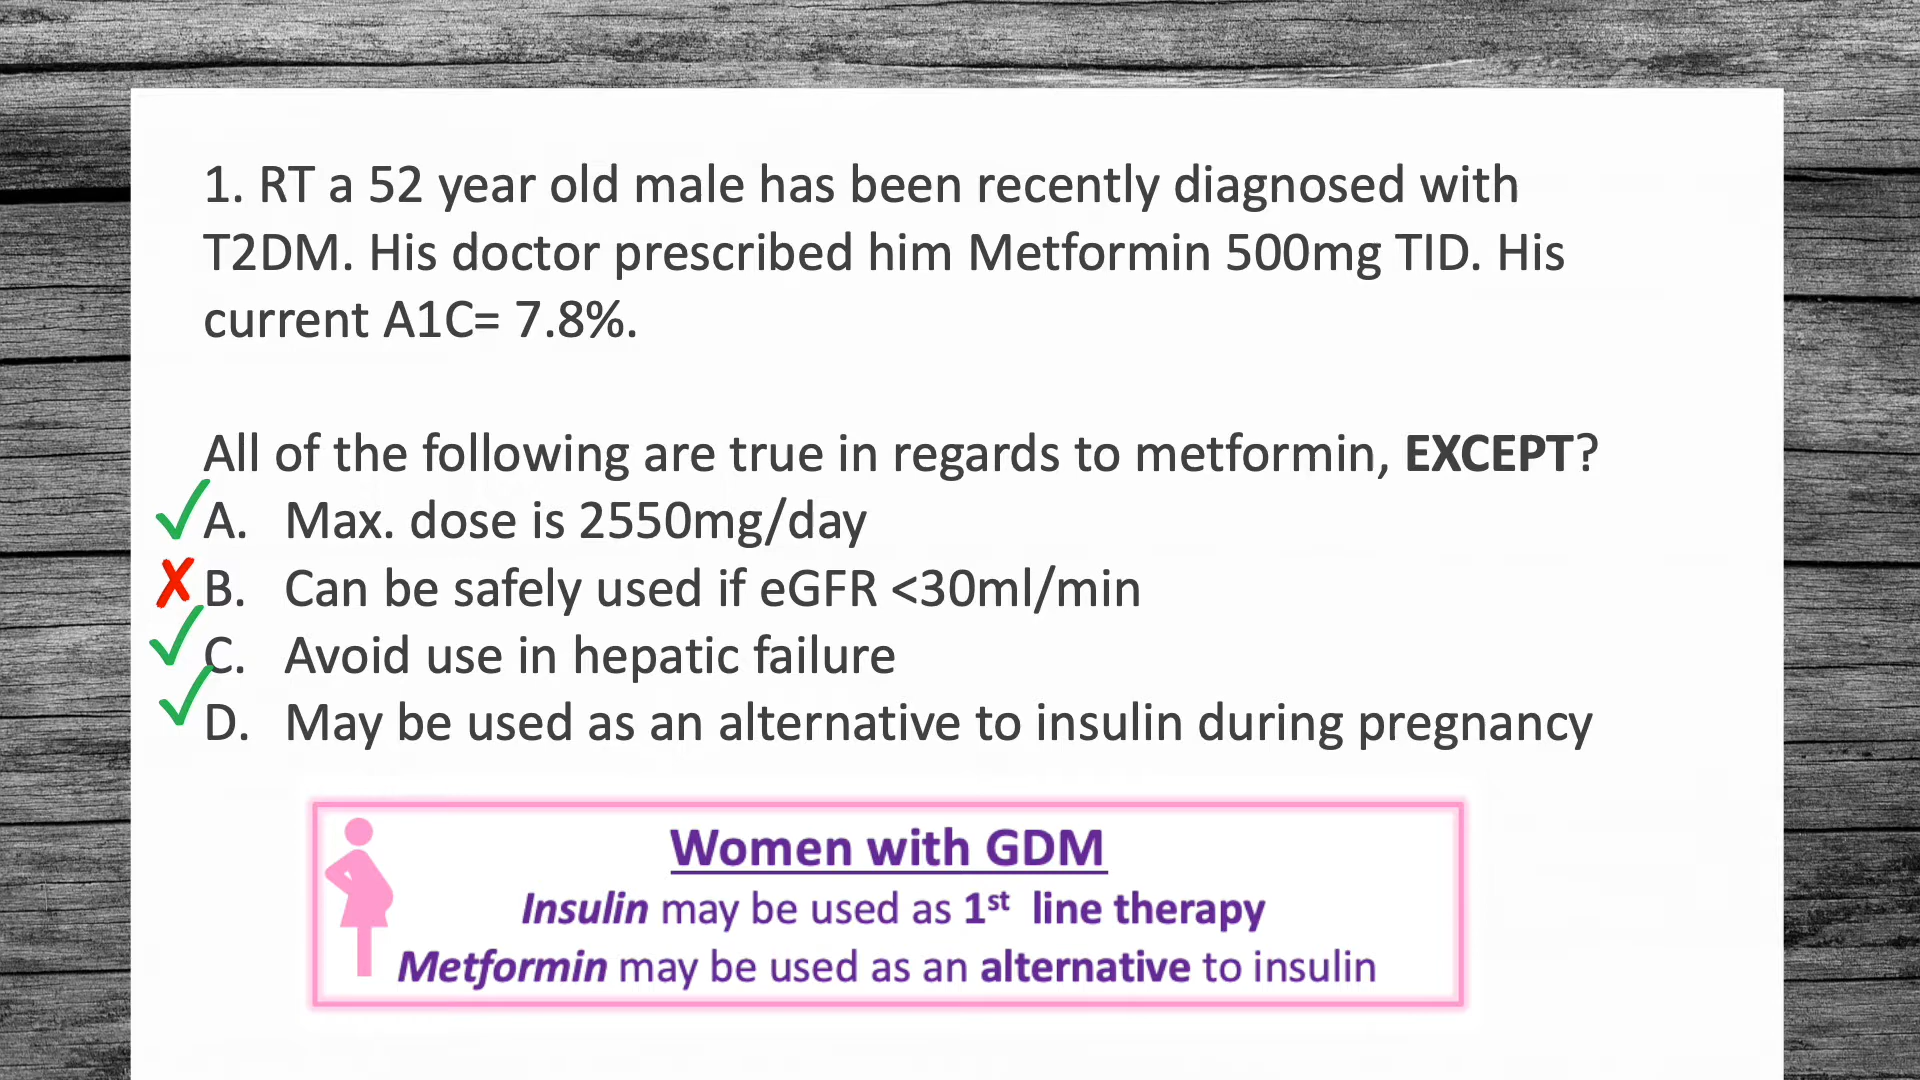 1. RT a 52 year old male has been recently diagnosed with
T2DM. His doctor prescribed him Metformin 500mg TID. His
current A1C= 7.8%.
All of the following are true in regards to metformin, EXCEPT?
A. Max. dose is 2550mg/day
B. Can be safely used if eGFR <30ml/min
C. Avoid use in hepatic failure
D. May be used as an alternative to insulin during pregnancy
Women with GDM
Insulin may be used as 1st line therapy
Metformin may be used as an alternative to insulin